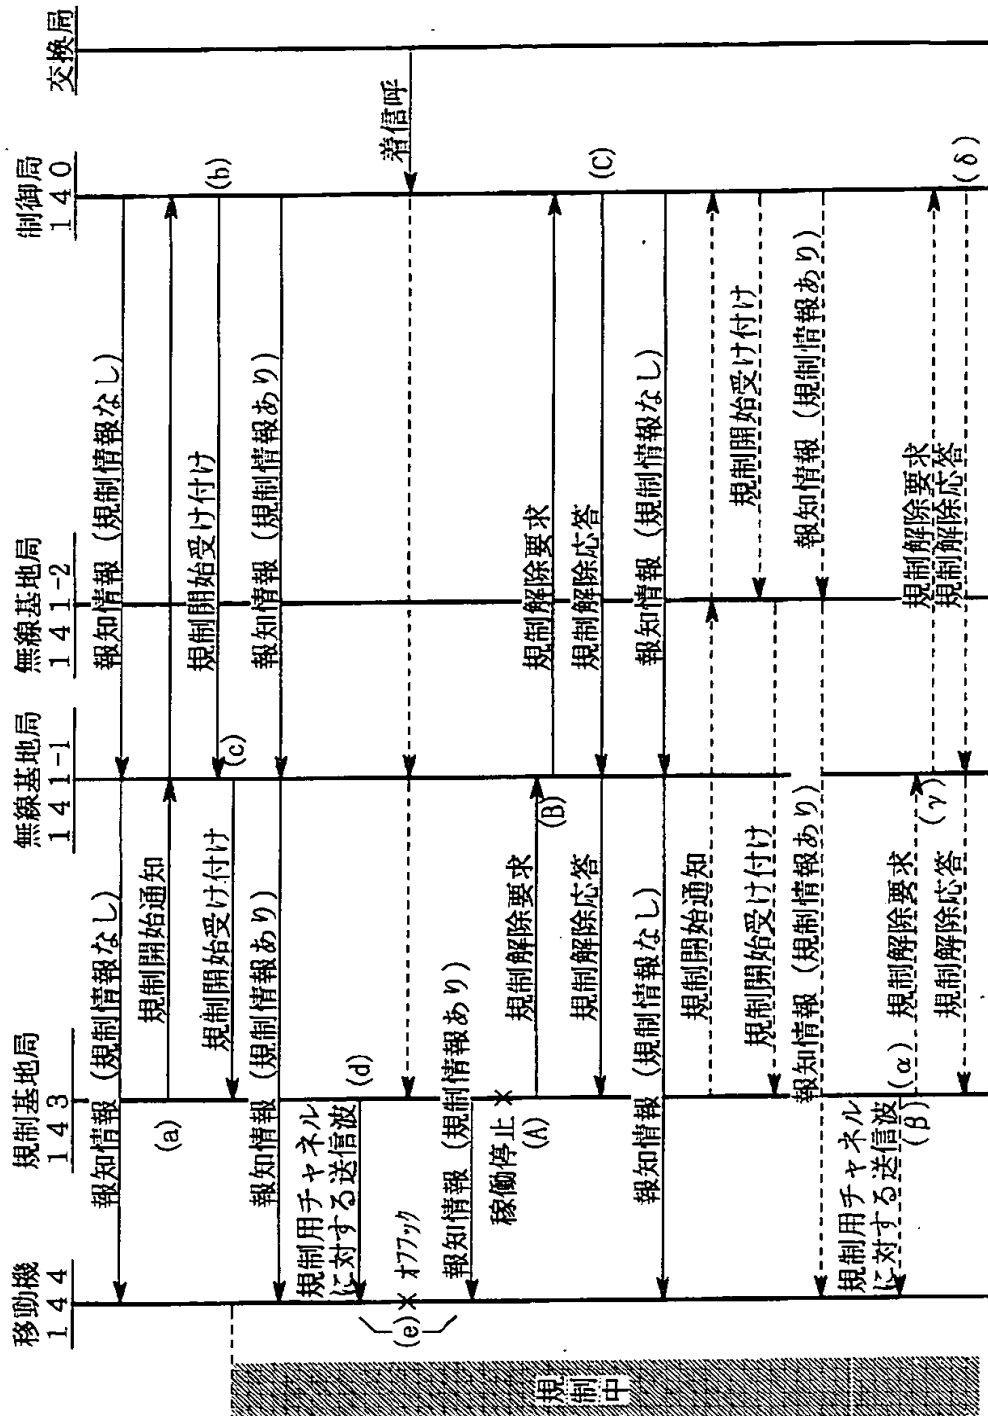 移動機
１４４
規制基地局
１４３
無線基地局
１４１-1
無線基地局
１４１-2
制御局
１４０
交換局
報知情報（規制情報なし）
報知情報（規制情報なし）
(a)
規制開始通知
規制開始受け付け
(b)
規制開始受け付け
(c)
報知情報（規制情報あり）
報知情報（規制情報あり）
規制用チャネル
に対する送信波
(d)
着信呼
(e)
オフフック
報知情報（規制情報あり）
稼働停止
(A)
規制解除要求
(B)
規制解除要求
規制解除応答
規制解除応答
(C)
報知情報（規制情報なし）
報知情報（規制情報なし）
規制開始通知
規制開始受け付け
規制開始受け付け
報知情報（規制情報あり）
報知情報（規制情報あり）
規制用チャネル
に対する送信波
(β)
(α)
規制解除要求
(γ)
規制解除要求
規制解除応答
規制解除応答
(δ)
規制中